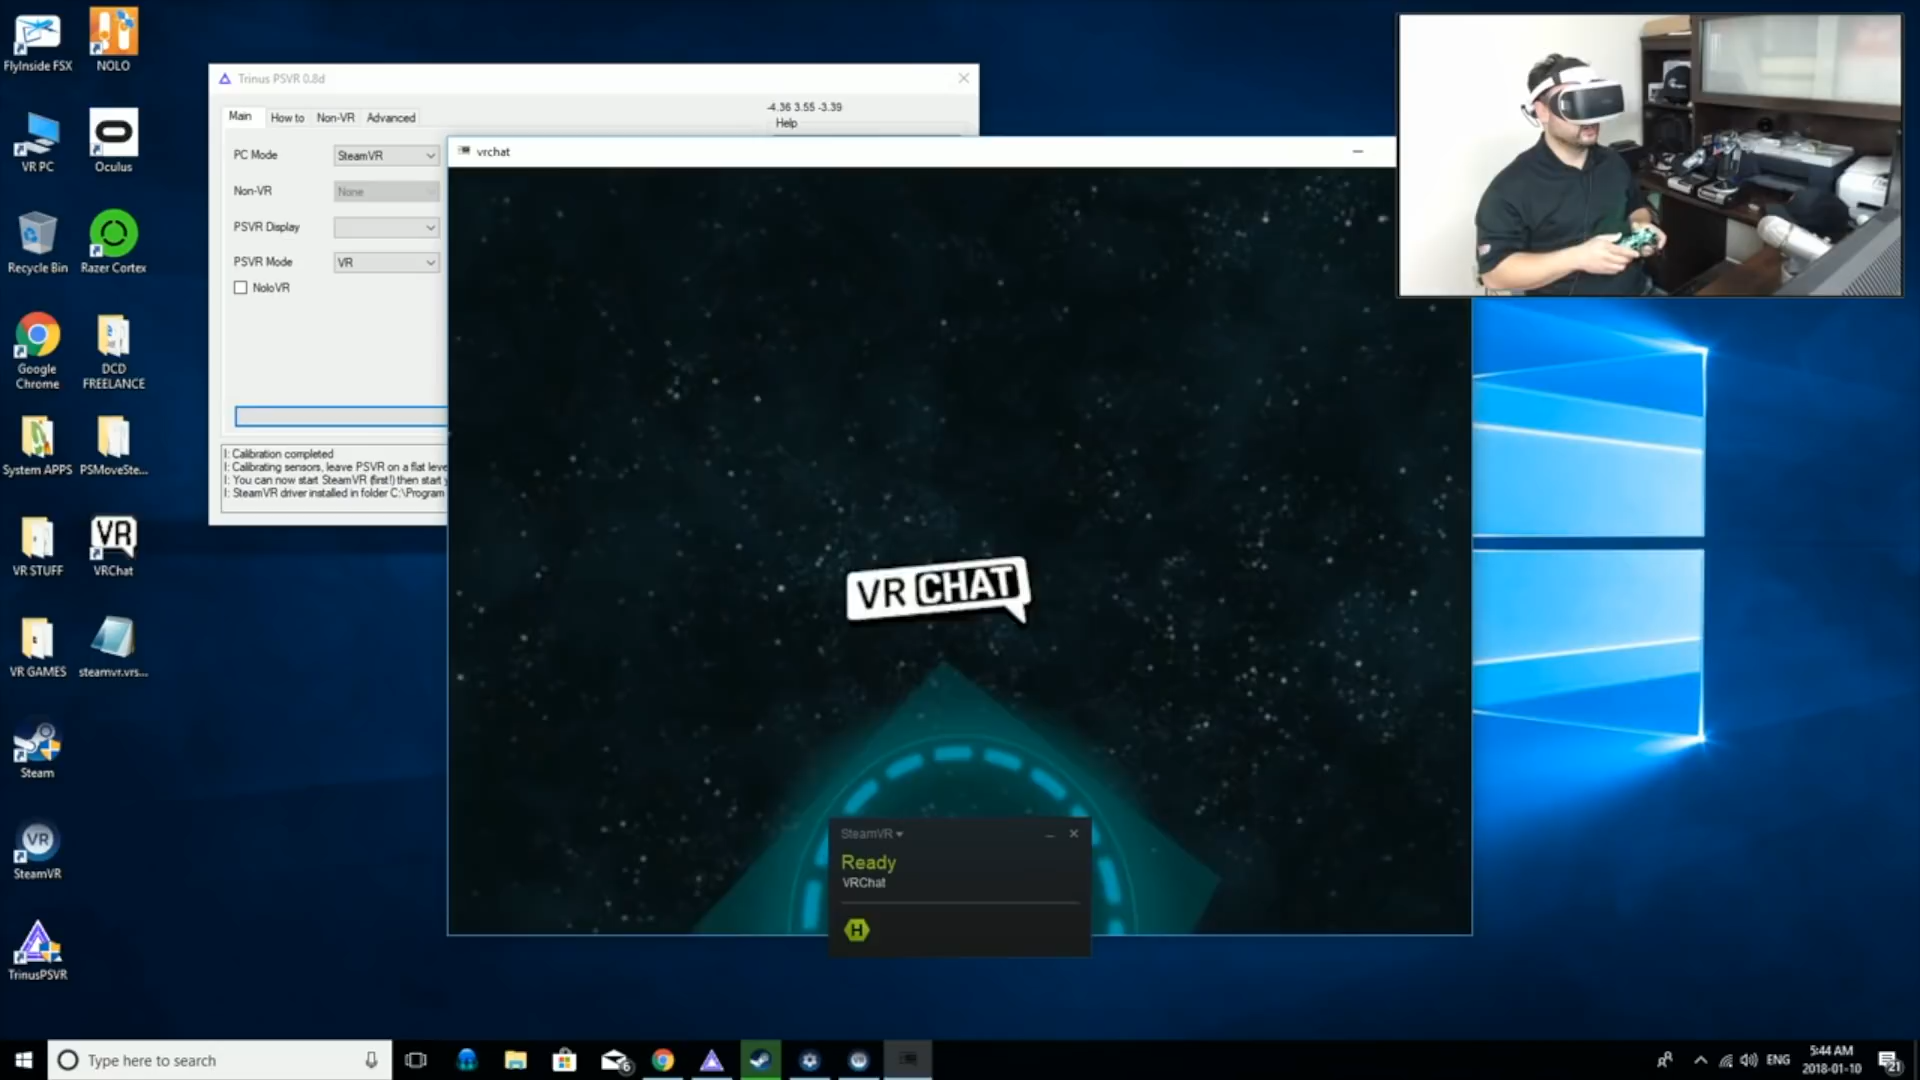 FlyInside FSX
NOLO
VR PC
Oculus
Recycle Bin
Razer Cortex
Google
Chrome
DCD
FREELANCE
System APPS
PSMoveSte...
VR STUFF
VR
VRChat
VR GAMES
steamvr.vrs...
Steam
VR
SteamVR
TrinusPSVR
Trinus PSVR 0.8d
Main
How to
Non-VR
Advanced
-4.36 3.55 -3.39
Help
PC Mode
SteamVR
Non-VR
None
PSVR Display
PSVR Mode
VR
NoloVR
I: Calibration completed
I: Calibrating sensors, leave PSVR on a flat leve
I: You can now start SteamVR (first!) then start y
I: SteamVR driver installed in folder C:\Program
vrchat
VR CHAT
SteamVR
Ready
VRChat
H
Type here to search
6
VR
ENG
5:44 AM
2018-01-10
21